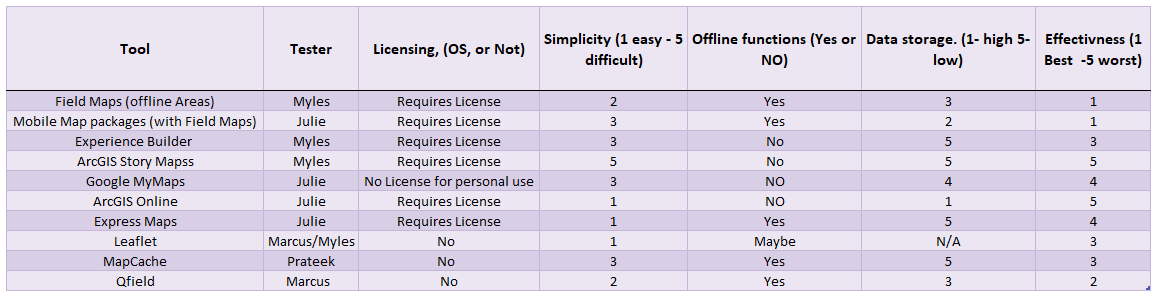 Tool Tester Licensing, (OS, or Not) Simplicity (1 easy - 5 difficult) Offline functions (Yes or NO) Data storage. (1- high 5- low) Effectivness (1 Best -5 worst)
Field Maps (offline Areas) Myles Requires License 2 Yes 3 1
Mobile Map packages (with Field Maps) Julie Requires License 3 Yes 2 1
Experience Builder Myles Requires License 3 No 5 3
ArcGIS Story Mapss Myles Requires License 5 No 5 5
Google MyMaps Julie No License for personal use 3 NO 4 4
ArcGIS Online Julie Requires License 1 NO 1 5
Express Maps Julie Requires License 1 Yes 5 4
Leaflet Marcus/Myles No 1 Maybe N/A 3
MapCache Prateek No 3 Yes 5 3
Qfield Marcus No 2 Yes 3 2